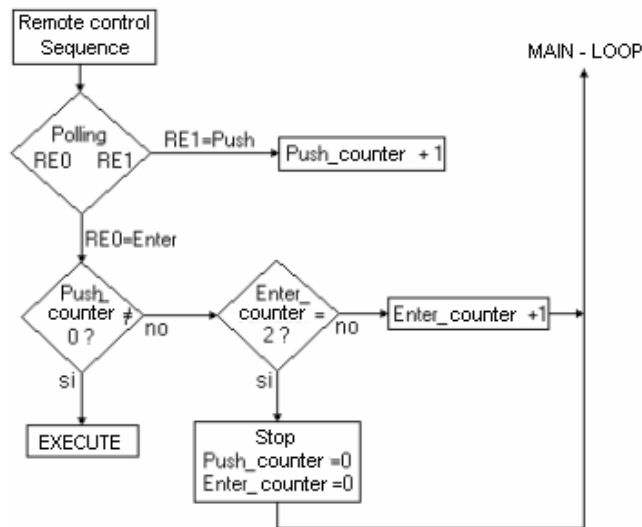 Remote control
Sequence
MAIN - LOOP
Polling
RE0 RE1
RE1=Push
Push_counter + 1
RE0=Enter
Push_
counter ≠
0 ?
no
Enter_
counter =
2 ?
no
Enter_counter +1
si
si
EXECUTE
Stop
Push_counter =0
Enter_counter =0